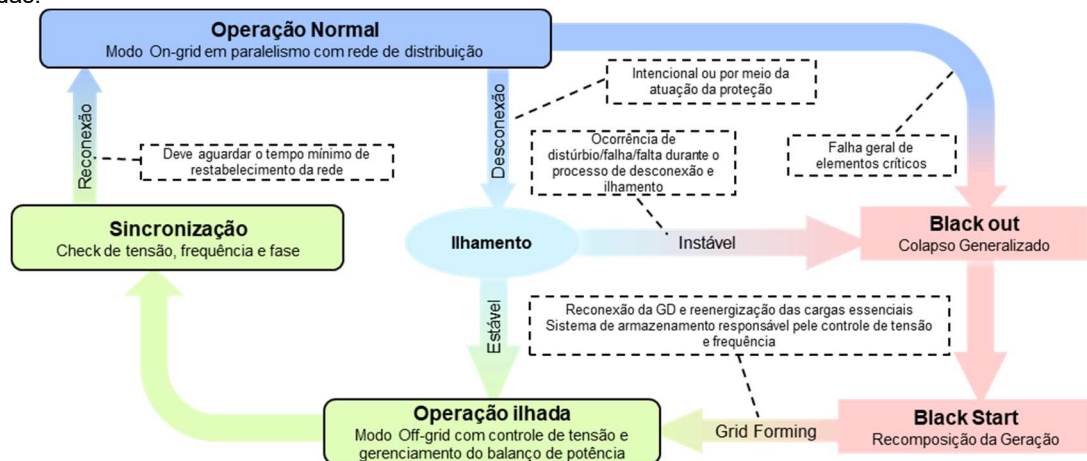 Operação Normal
Modo On-grid em paralelismo com rede de distribuição
Desconexão
Intencional ou por meio da
atuação da proteção
Ocorrência de
distúrbio/falha/falta durante o
processo de desconexão e
ilhamento
Falha geral de
elementos críticos
Reconexão
Deve aguardar o tempo mínimo de
restabelecimento da rede
Sincronização
Check de tensão, frequência e fase
Ilhamento
Instável
Black out
Colapso Generalizado
Estável
Reconexão da GD e reenergização das cargas essenciais
Sistema de armazenamento responsável pelo controle de tensão
e frequência
Operação ilhada
Modo Off-grid com controle de tensão e
gerenciamento do balanço de potência
Grid Forming
Black Start
Recomposição da Geração